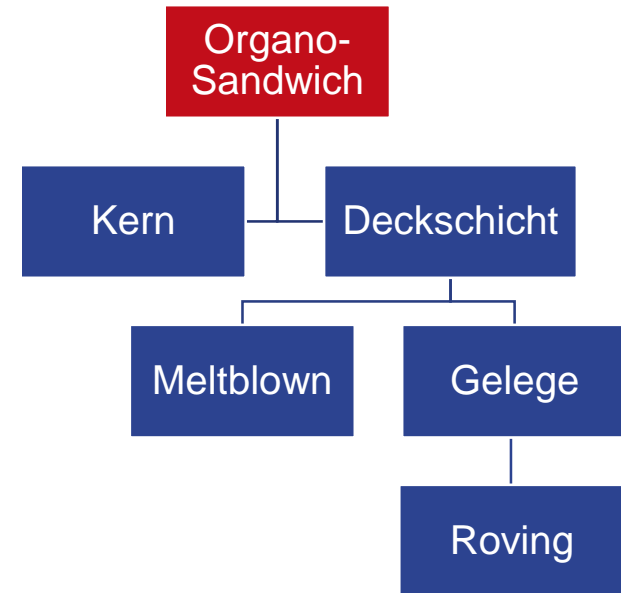 Organo-
Sandwich
Kern
Deckschicht
Meltblown
Gelege
Roving